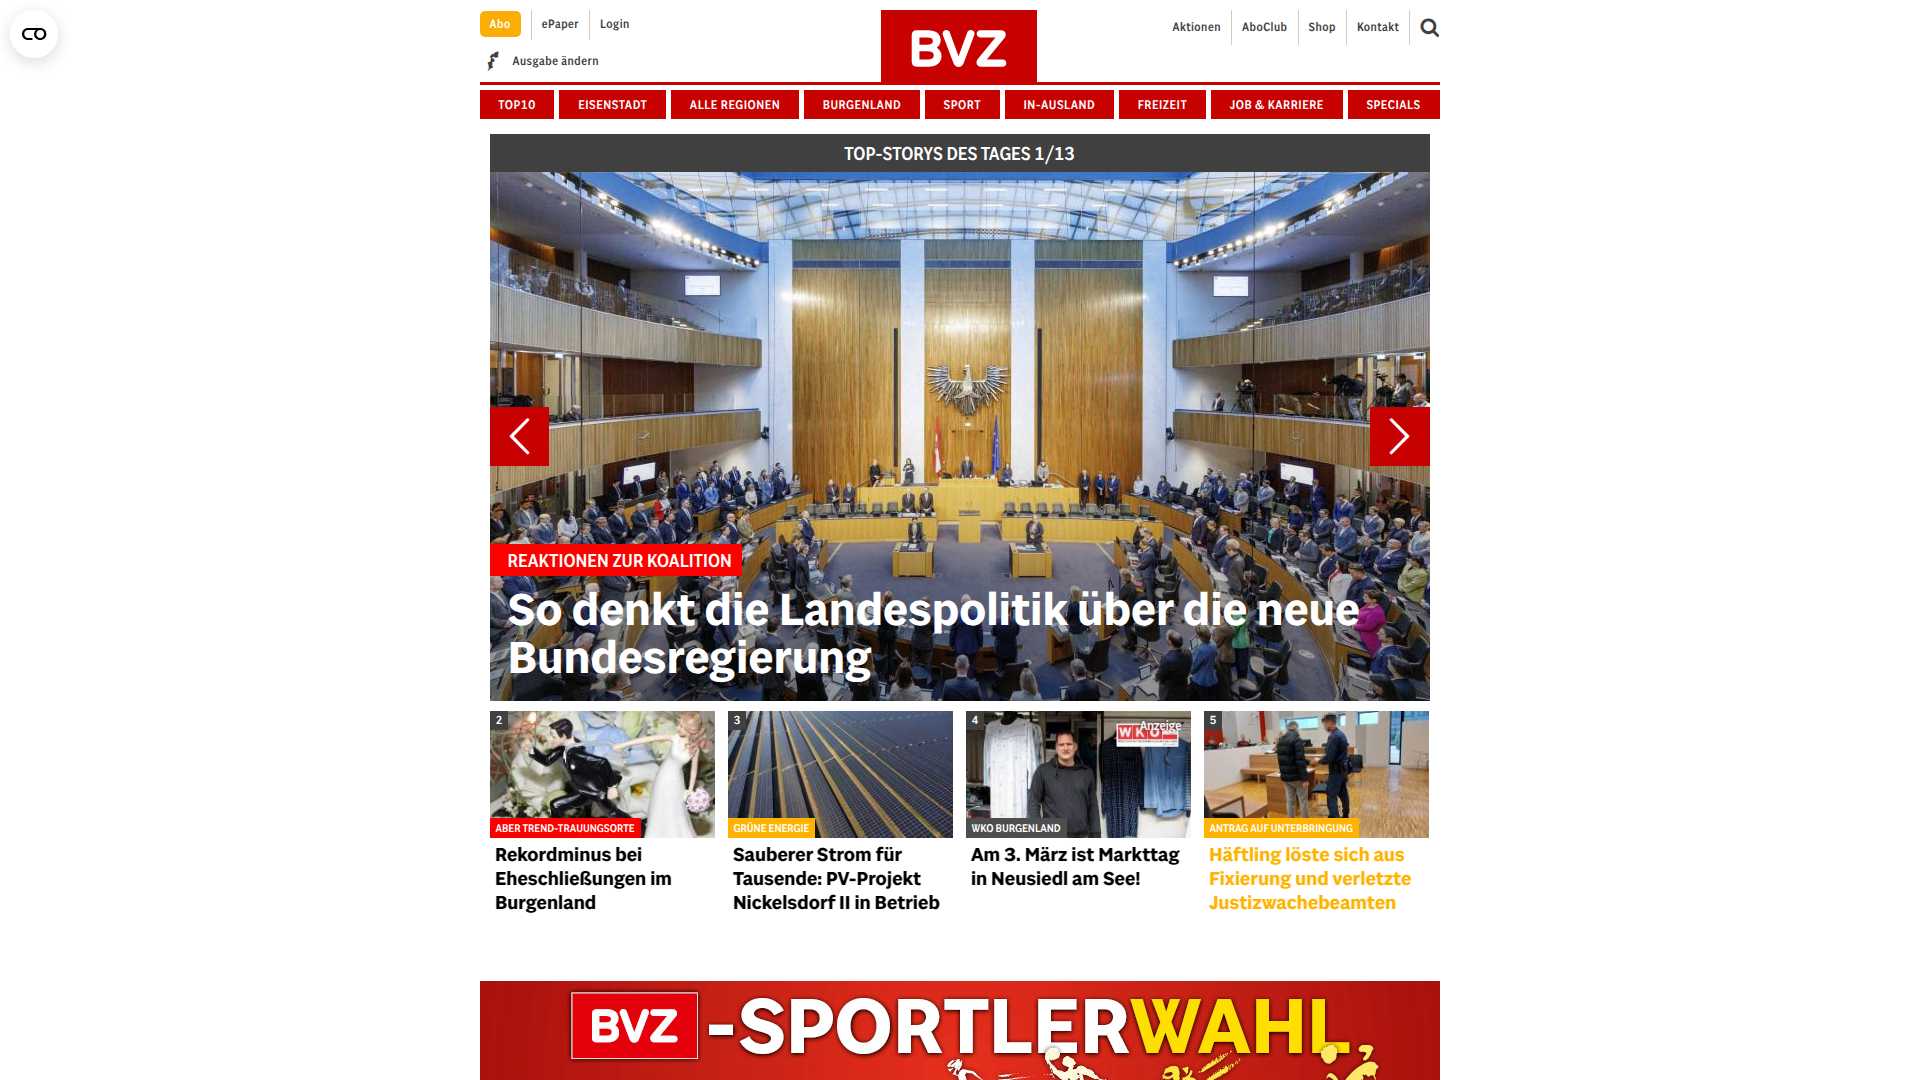 Abo
ePaper
Login
Aktionen
AboClub
Shop
Kontakt
Ausgabe ändern
BVZ
TOP10
EISENSTADT
ALLE REGIONEN
BURGENLAND
SPORT
IN-AUSLAND
FREIZEIT
JOB & KARRIERE
SPECIALS
TOP-STORYS DES TAGES 1/13
REAKTIONEN ZUR KOALITION
So denkt die Landespolitik über die neue
Bundesregierung
2
ABER TREND-TRAUUNGSORTE
Rekordminus bei
Eheschließungen im
Burgenland
3
GRÜNE ENERGIE
Sauberer Strom für
Tausende: PV-Projekt
Nickelsdorf II in Betrieb
4
Anzeige
WKO
WKO BURGENLAND
Am 3. März ist Markttag
in Neusiedl am See!
5
ANTRAG AUF UNTERBRINGUNG
Häftling löste sich aus
Fixierung und verletzte
Justizwachebeamten
BVZ -SPORTLERWAHL